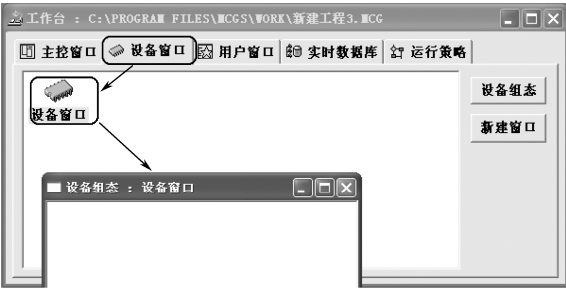 工作台 : C:\PROGRAM FILES\MCGS\WORK\新建工程3.MCG
主控窗口 设备窗口 用户窗口 实时数据库 运行策略
设备窗口
设备组态
新建窗口
设备组态 : 设备窗口